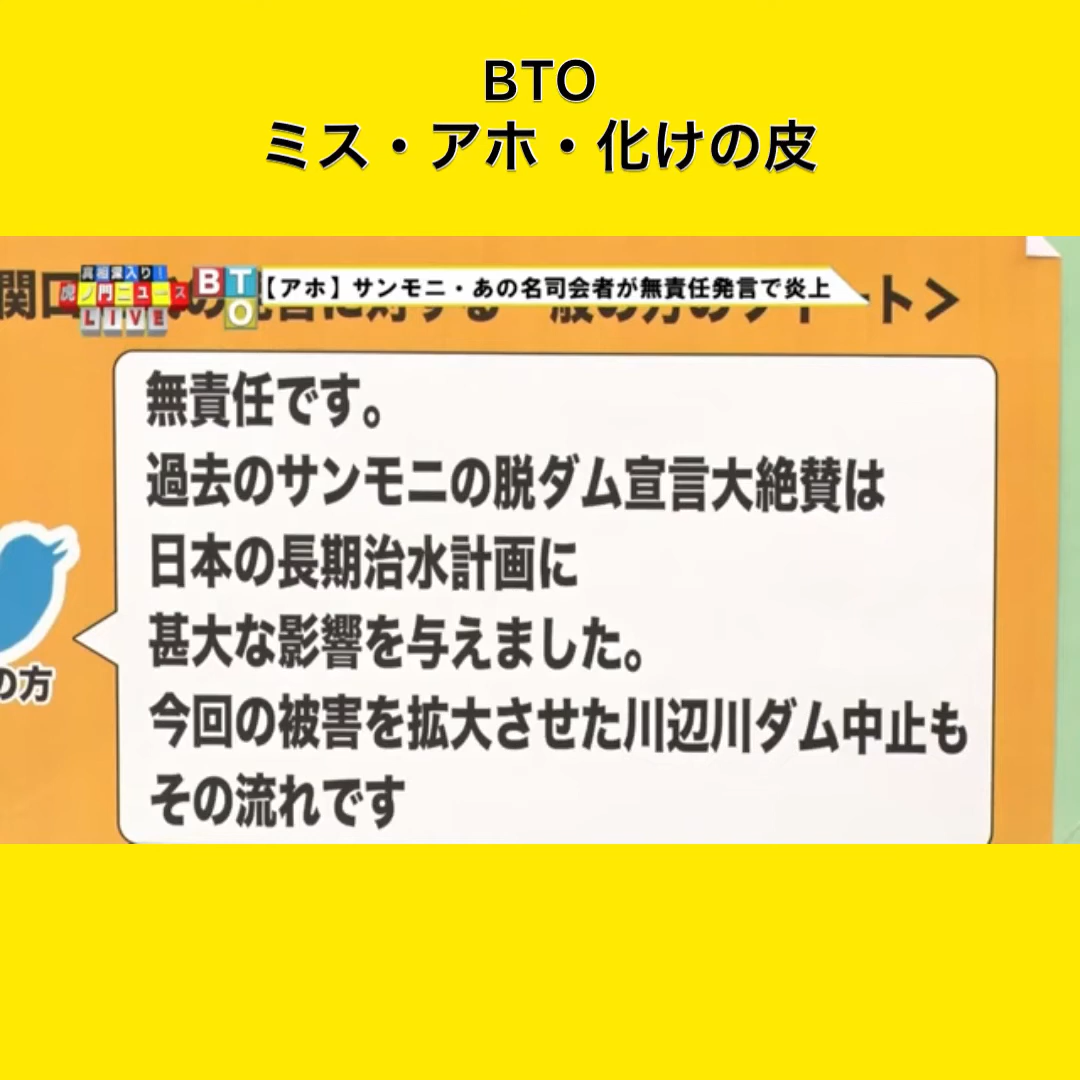 BTO
ミス・アホ・化けの皮
真相深入り！
虎ノ門ニュース
LIVE
BTO
【アホ】サンモニ・あの名司会者が無責任発言で炎上
ト＞
無責任です。
過去のサンモニの脱ダム宣言大絶賛は
日本の長期治水計画に
甚大な影響を与えました。
今回の被害を拡大させた川辺川ダム中止も
その流れです
の方